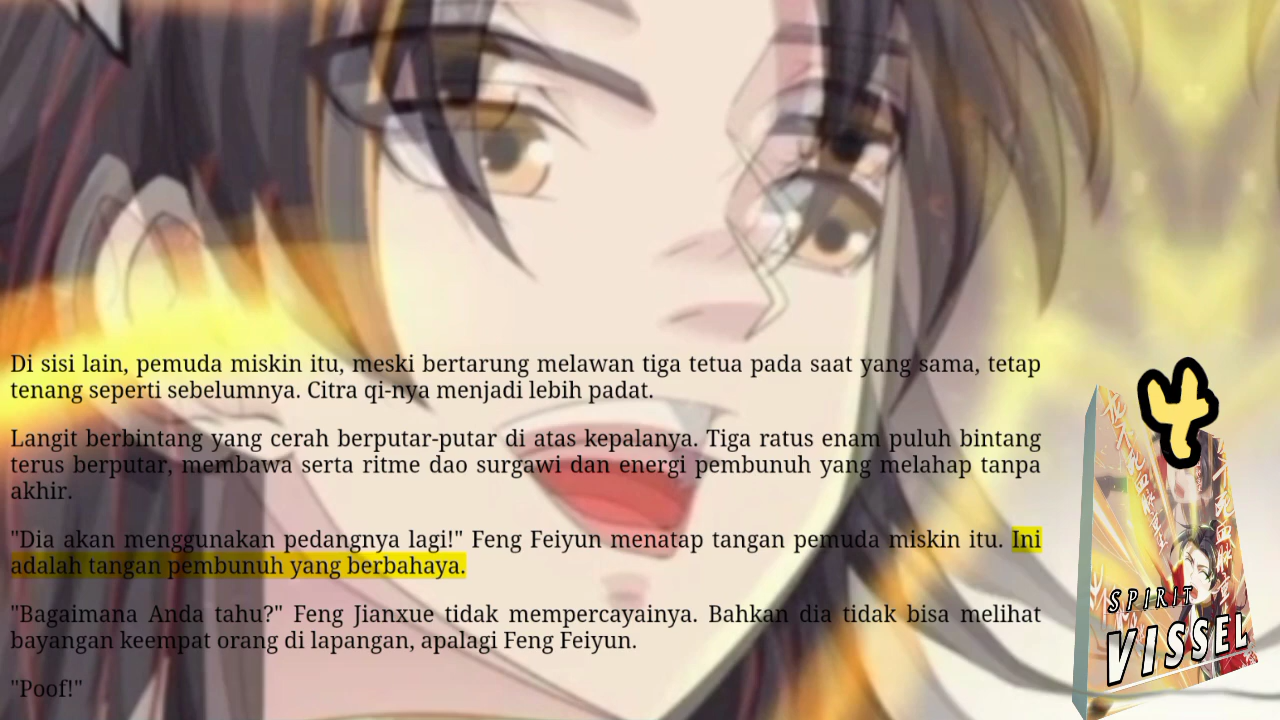 Di sisi lain, pemuda miskin itu, meski bertarung melawan tiga tetua pada saat yang sama, tetap
tenang seperti sebelumnya. Citra qi-nya menjadi lebih padat.
Langit berbintang yang cerah berputar-putar di atas kepalanya. Tiga ratus enam puluh bintang
terus berputar, membawa serta ritme dao surgawi dan energi pembunuh yang melahap tanpa
akhir.
"Dia akan menggunakan pedangnya lagi!" Feng Feiyun menatap tangan pemuda miskin itu. Ini
adalah tangan pembunuh yang berbahaya.
"Bagaimana Anda tahu?" Feng Jianxue tidak mempercayainya. Bahkan dia tidak bisa melihat
bayangan keempat orang di lapangan, apalagi Feng Feiyun.
"Poof!"
4
SPIRIT
VISSEL